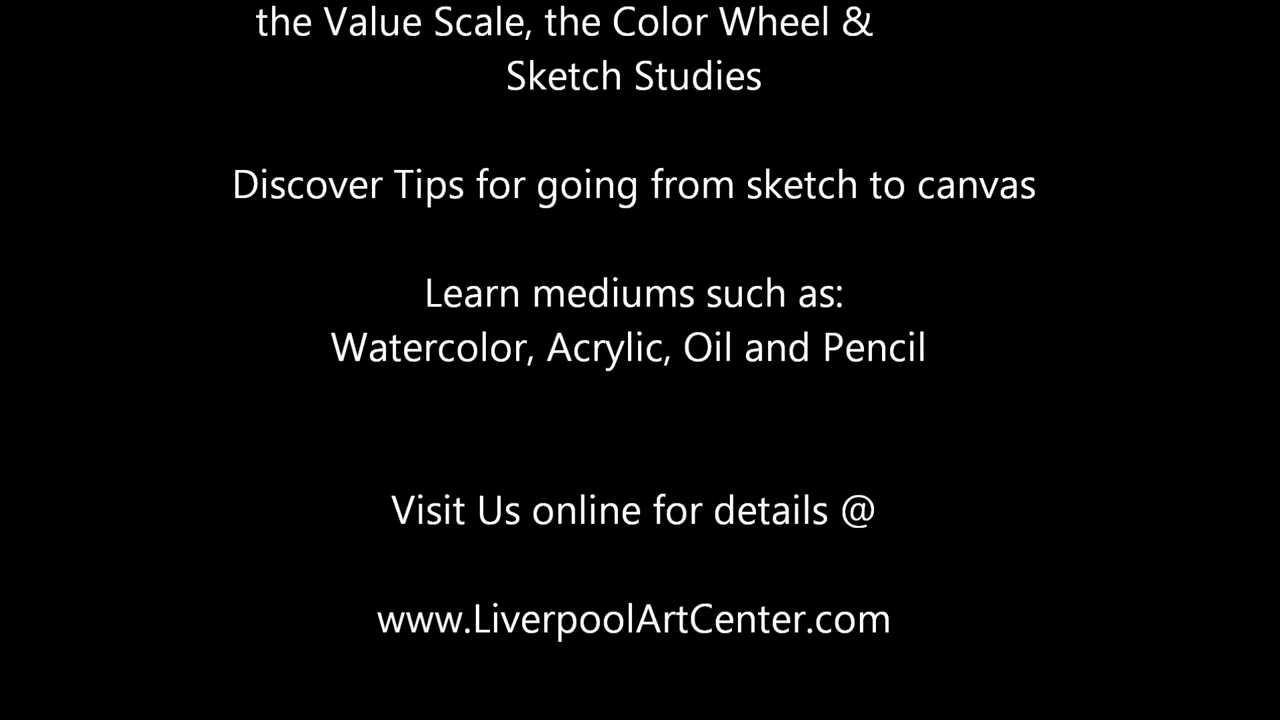 the Value Scale, the Color Wheel &
Sketch Studies
Discover Tips for going from sketch to canvas
Learn mediums such as:
Watercolor, Acrylic, Oil and Pencil
Visit Us online for details @
www.LiverpoolArtCenter.com